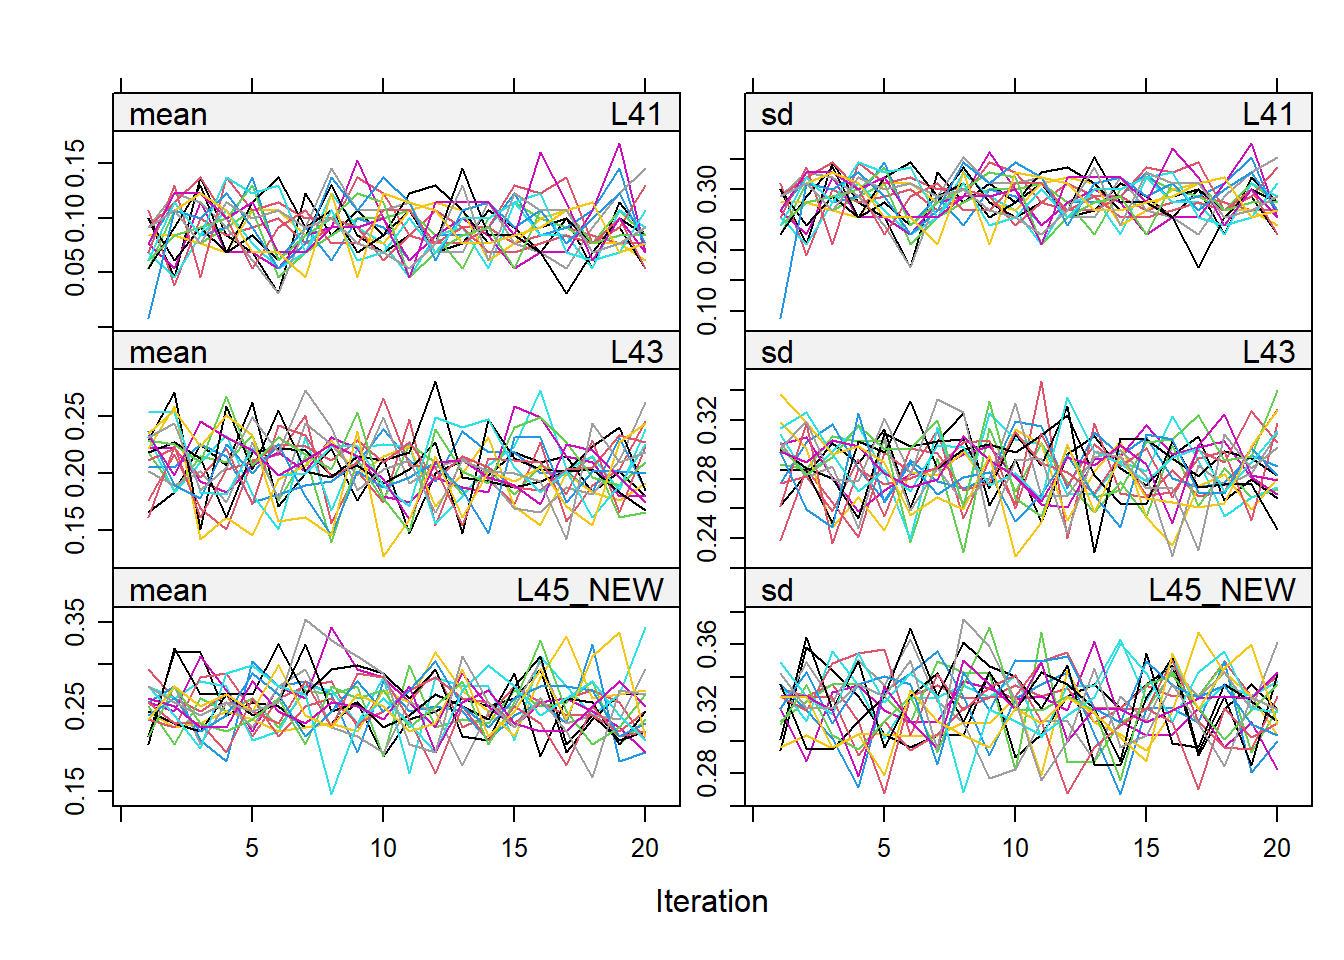 mean L41 sd L41
0.05 0.10 0.15
0.10 0.20 0.30
mean L43 sd L43
0.15 0.20 0.25
0.24 0.28 0.32
mean L45_NEW sd L45_NEW
0.15 0.25 0.35
0.28 0.32 0.36
5 10 15 20 5 10 15 20
Iteration